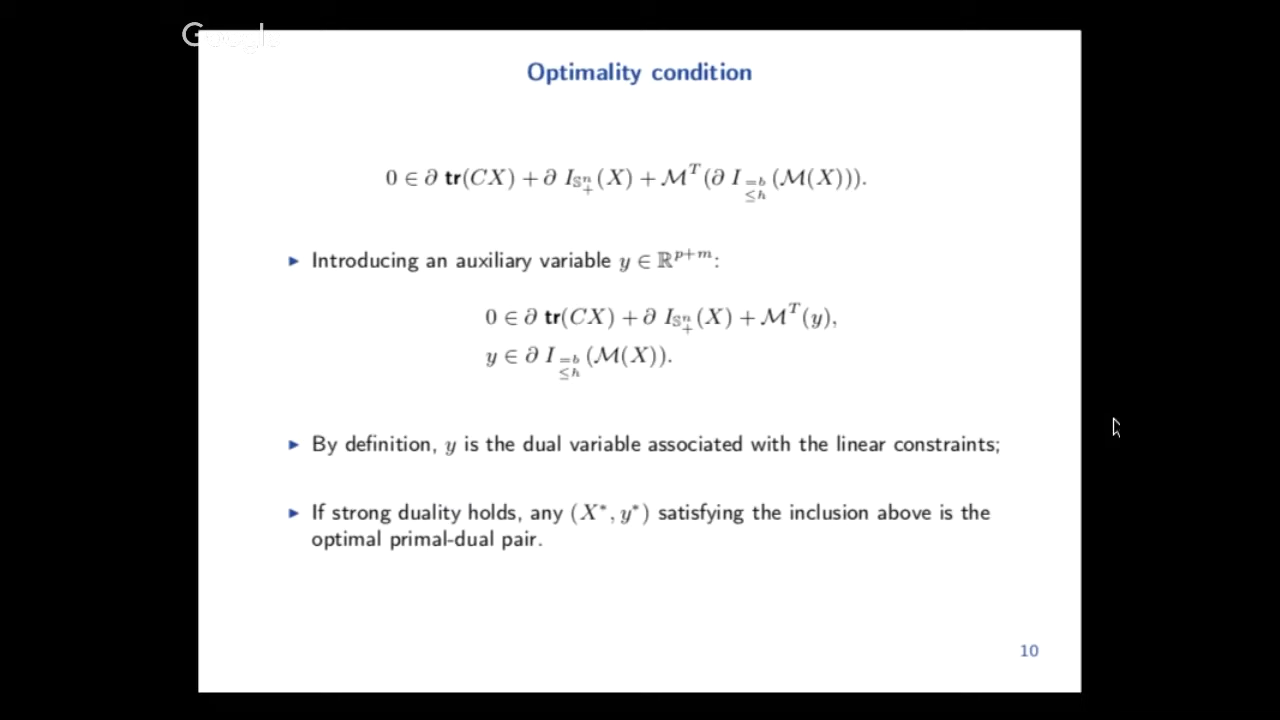 Google
Optimality condition
0 ∈ ∂ tr(CX) + ∂ I_{𝕊₊ⁿ}(X) + ℳᵀ(∂ I_{=b ≤h}(ℳ(X))).
► Introducing an auxiliary variable y ∈ ℝ^{p+m}:
0 ∈ ∂ tr(CX) + ∂ I_{𝕊₊ⁿ}(X) + ℳᵀ(y),
y ∈ ∂ I_{=b ≤h}(ℳ(X)).
► By definition, y is the dual variable associated with the linear constraints;
► If strong duality holds, any (X*, y*) satisfying the inclusion above is the
optimal primal-dual pair.
10